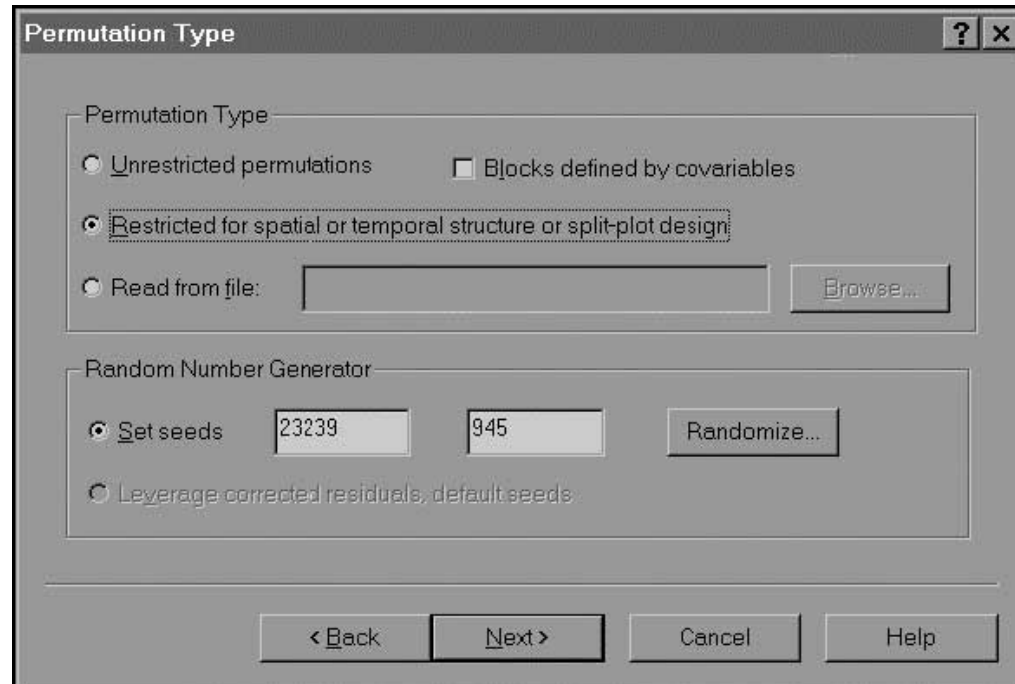 Permutation Type
Permutation Type
Unrestricted permutations
Blocks defined by covariables
Restricted for spatial or temporal structure or split-plot design
Read from file:
Browse...
Random Number Generator
Set seeds
23239
945
Randomize...
Leverage corrected residuals, default seeds
< Back
Next >
Cancel
Help